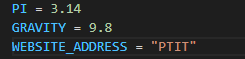 PI = 3.14
GRAVITY = 9.8
WEBSITE_ADDRESS = "PTIT"